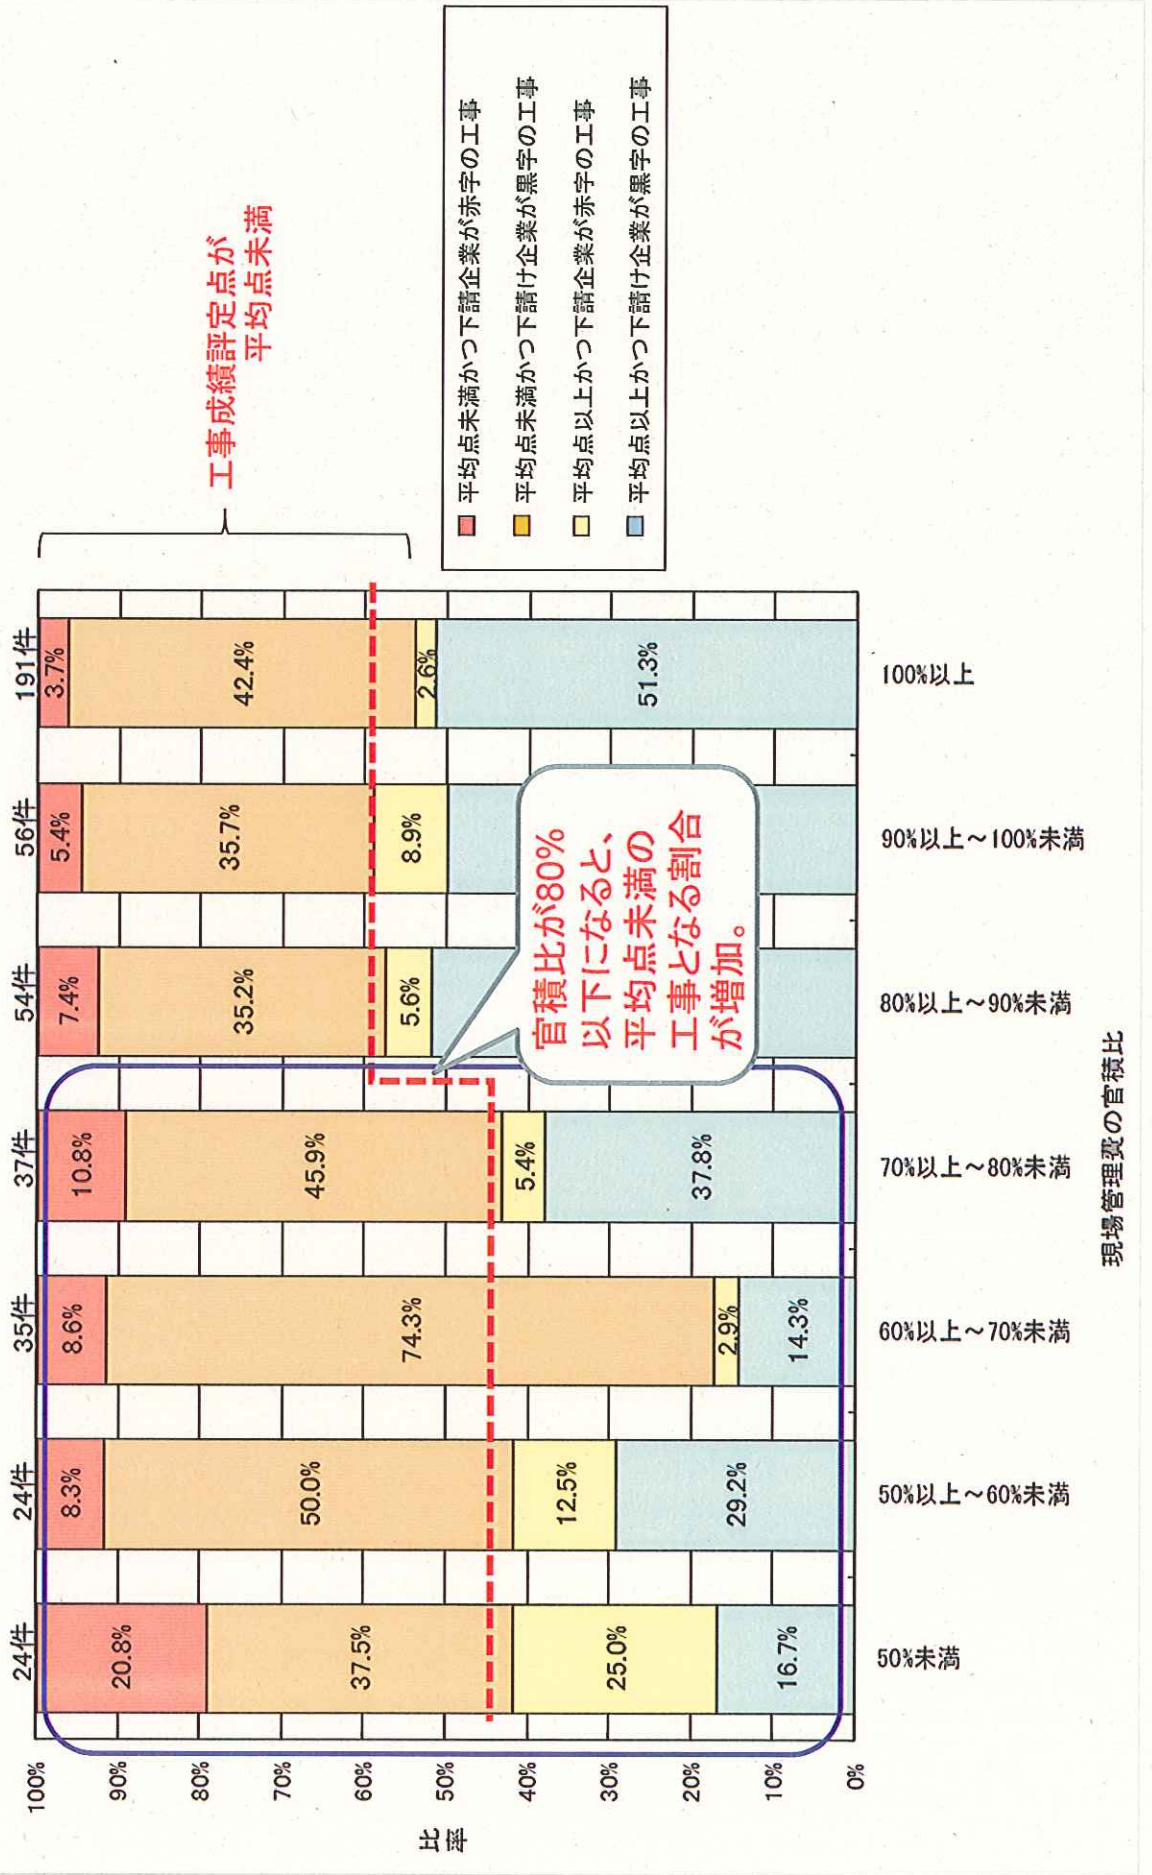 工事成績評定点が
平均点未満
平均点未満かつ下請企業が赤字の工事
平均点未満かつ下請け企業が黒字の工事
平均点以上かつ下請企業が赤字の工事
平均点以上かつ下請け企業が黒字の工事
24件
24件
35件
37件
54件
56件
191件
100%
90%
80%
70%
60%
50%
40%
30%
20%
10%
0%
比率
20.8%
37.5%
25.0%
16.7%
8.3%
50.0%
12.5%
29.2%
8.6%
74.3%
2.9%
14.3%
10.8%
45.9%
5.4%
37.8%
7.4%
35.2%
5.6%
5.4%
35.7%
8.9%
3.7%
42.4%
2.6%
51.3%
官積比が80%
以下になると、
平均点未満の
工事となる割合
が増加。
50%未満
50%以上～60%未満
60%以上～70%未満
70%以上～80%未満
80%以上～90%未満
90%以上～100%未満
100%以上
現場管理費の官積比